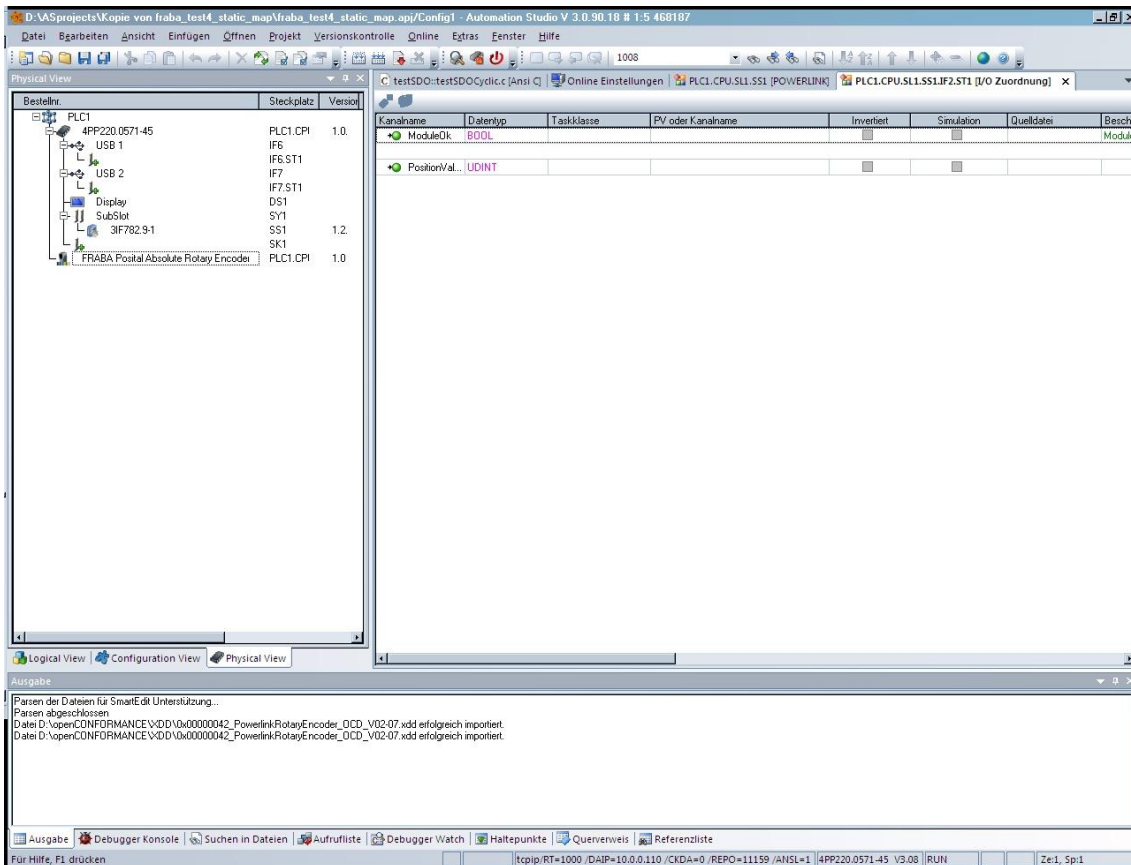 D:\ASprojects\Kopie von fraba_test4_static_map\fraba_test4_static_map.apj/Config1 - Automation Studio V 3.0.90.18 # 1:5 468187
Datei Bearbeiten Ansicht Einfügen Öffnen Projekt Versionskontrolle Online Extras Fenster Hilfe
1008
Physical View
testSDO::testSDOCyclic.c [Ansi C] Online Einstellungen PLC1.CPU.SL1.SS1 [POWERLINK] PLC1.CPU.SL1.SS1.IF2.ST1 [I/O Zuordnung] x
Bestellnr. Steckplatz Version
PLC1
4PP220.0571-45 PLC1.CPI 1.0.
USB 1 IF6
IF6.ST1
USB 2 IF7
IF7.ST1
Display DS1
SubSlot SY1
3IF782.9-1 SS1 1.2.
SK1
FRABA Posital Absolute Rotary Encoder PLC1.CPI 1.0
Kanalname Datentyp Taskklasse PV oder Kanalname Invertiert Simulation Quelldatei Besch
ModuleOk BOOL Modul
PositionVal... UDINT
Logical View Configuration View Physical View
Ausgabe
Parsen der Dateien für SmartEdit Unterstützung...
Parsen abgeschlossen
Datei D:\openCONFORMANCE\XDD\0x00000042_PowerlinkRotaryEncoder_OCD_V02-07.xdd erfolgreich importiert.
Datei D:\openCONFORMANCE\XDD\0x00000042_PowerlinkRotaryEncoder_OCD_V02-07.xdd erfolgreich importiert.
Ausgabe Debugger Konsole Suchen in Dateien Aufrufliste Debugger Watch Haltepunkte Querverweis Referenzliste
Für Hilfe, F1 drücken tcpip/RT=1000 /DAIP=10.0.0.110 /CKDA=0 /REPO=11159 /ANSL=1 4PP220.0571-45 V3.08 RUN Ze:1, Sp:1